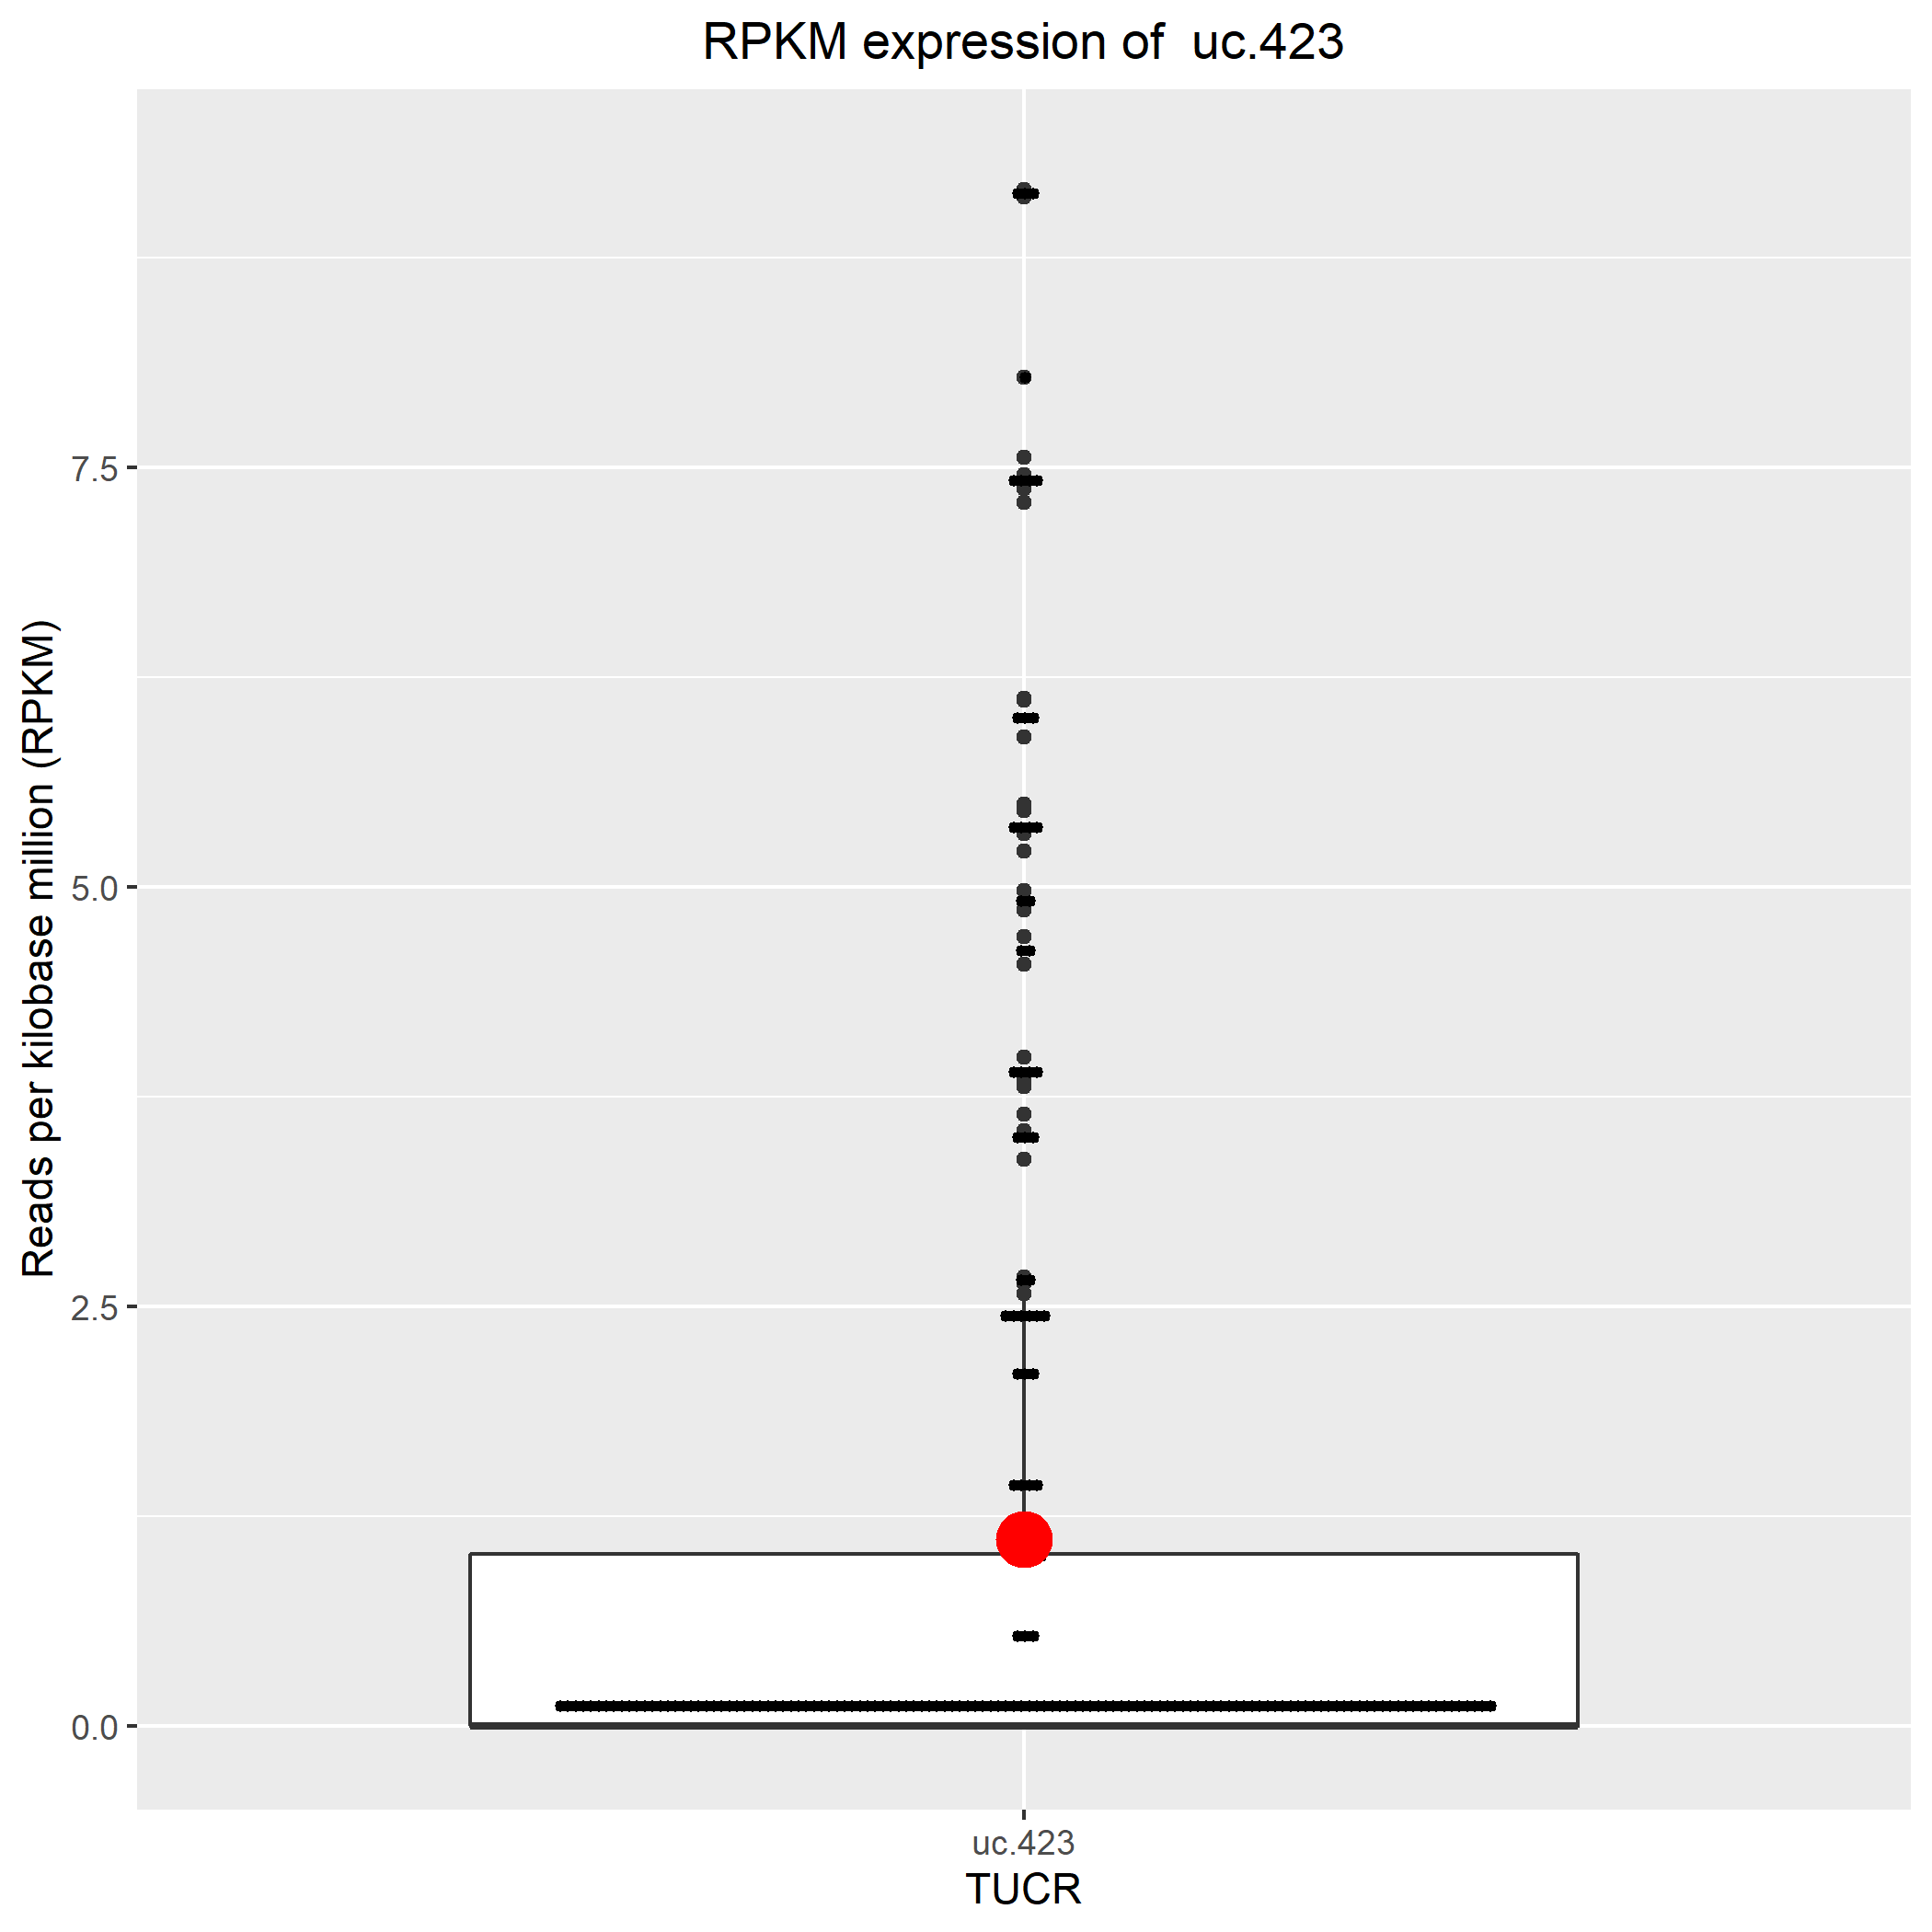 RPKM expression of  uc.423
Reads per kilobase million (RPKM)
7.5
5.0
2.5
0.0
uc.423
TUCR